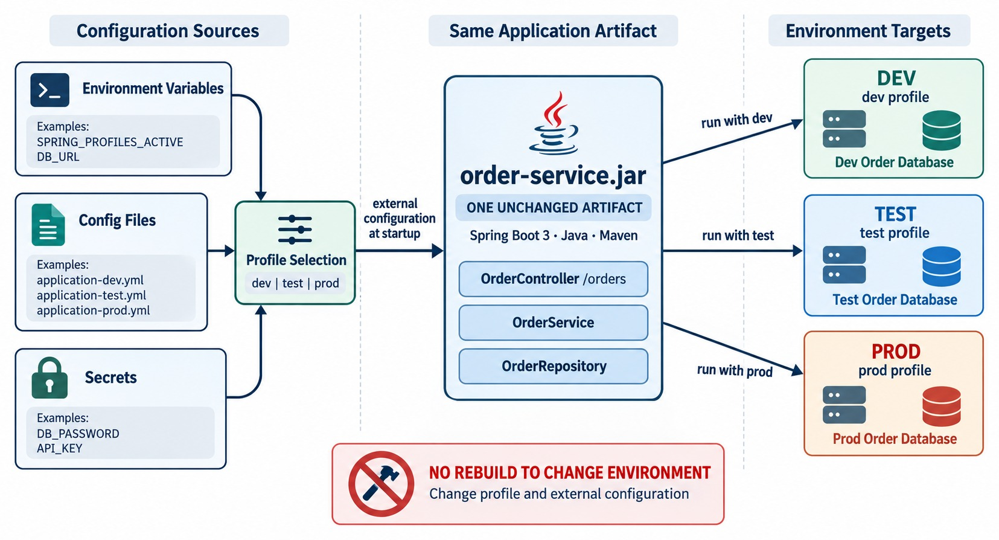 Configuration Sources
Environment Variables
Examples:
SPRING_PROFILES_ACTIVE
DB_URL
Config Files
Examples:
application-dev.yml
application-test.yml
application-prod.yml
Secrets
Examples:
DB_PASSWORD
API_KEY
Profile Selection
dev | test | prod
external
configuration
at startup
Same Application Artifact
order-service.jar
ONE UNCHANGED ARTIFACT
Spring Boot 3 • Java • Maven
OrderController /orders
OrderService
OrderRepository
run with dev
run with test
run with prod
Environment Targets
DEV
dev profile
Dev Order Database
TEST
test profile
Test Order Database
PROD
prod profile
Prod Order Database
NO REBUILD TO CHANGE ENVIRONMENT
Change profile and external configuration